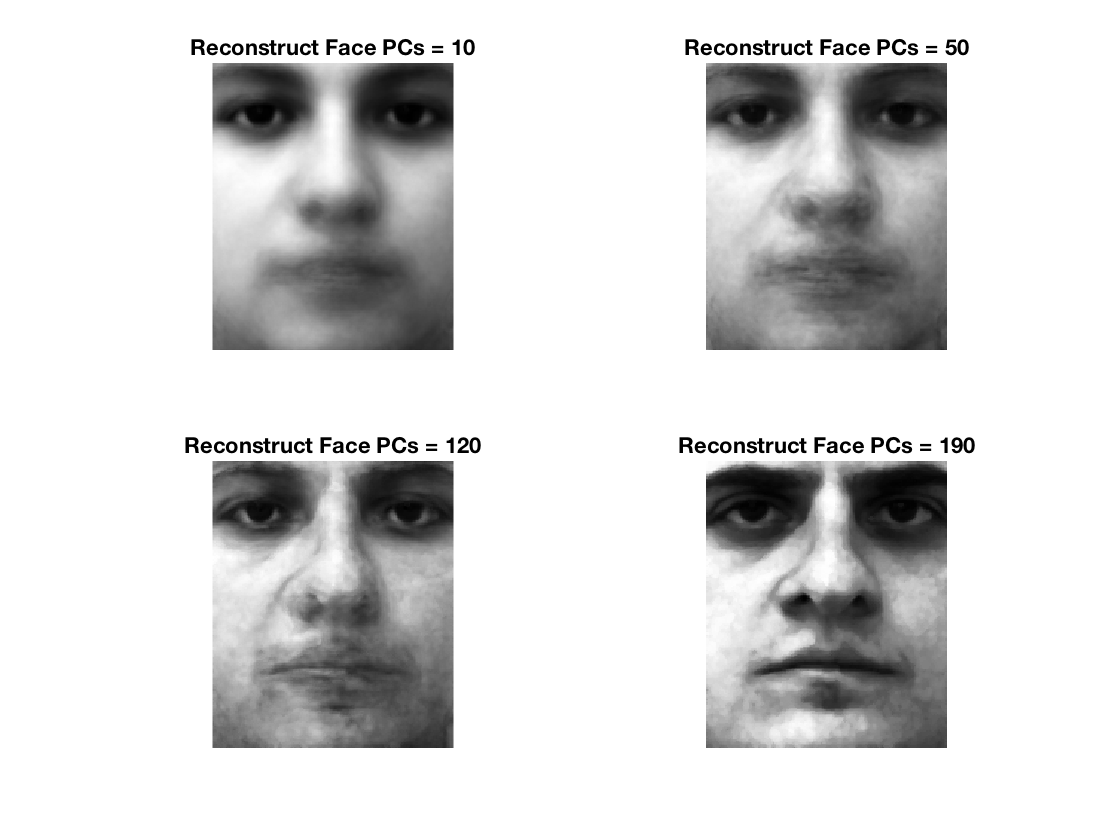 Reconstruct Face PCs = 10
Reconstruct Face PCs = 50
Reconstruct Face PCs = 120
Reconstruct Face PCs = 190